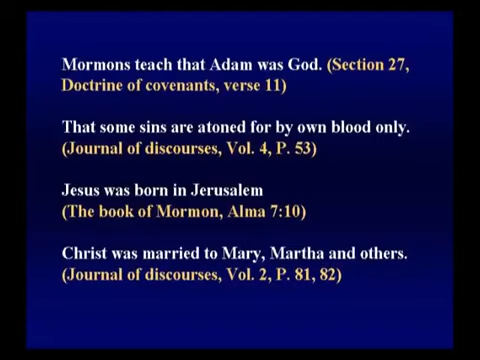 Mormons teach that Adam was God. (Section 27,
Doctrine of covenants, verse 11)
That some sins are atoned for by own blood only.
(Journal of discourses, Vol. 4, P. 53)
Jesus was born in Jerusalem
(The book of Mormon, Alma 7:10)
Christ was married to Mary, Martha and others.
(Journal of discourses, Vol. 2, P. 81, 82)